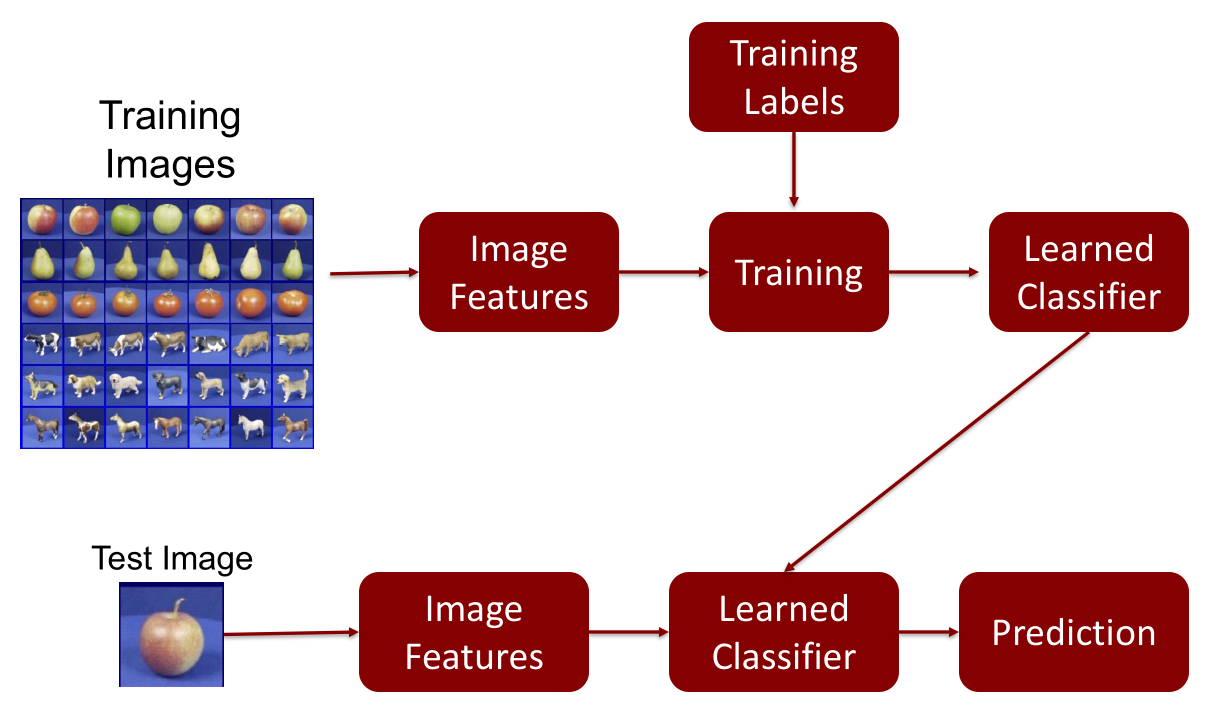 Training
Labels
Training
Images
Image
Features
Training
Learned
Classifier
Test Image
Image
Features
Learned
Classifier
Prediction